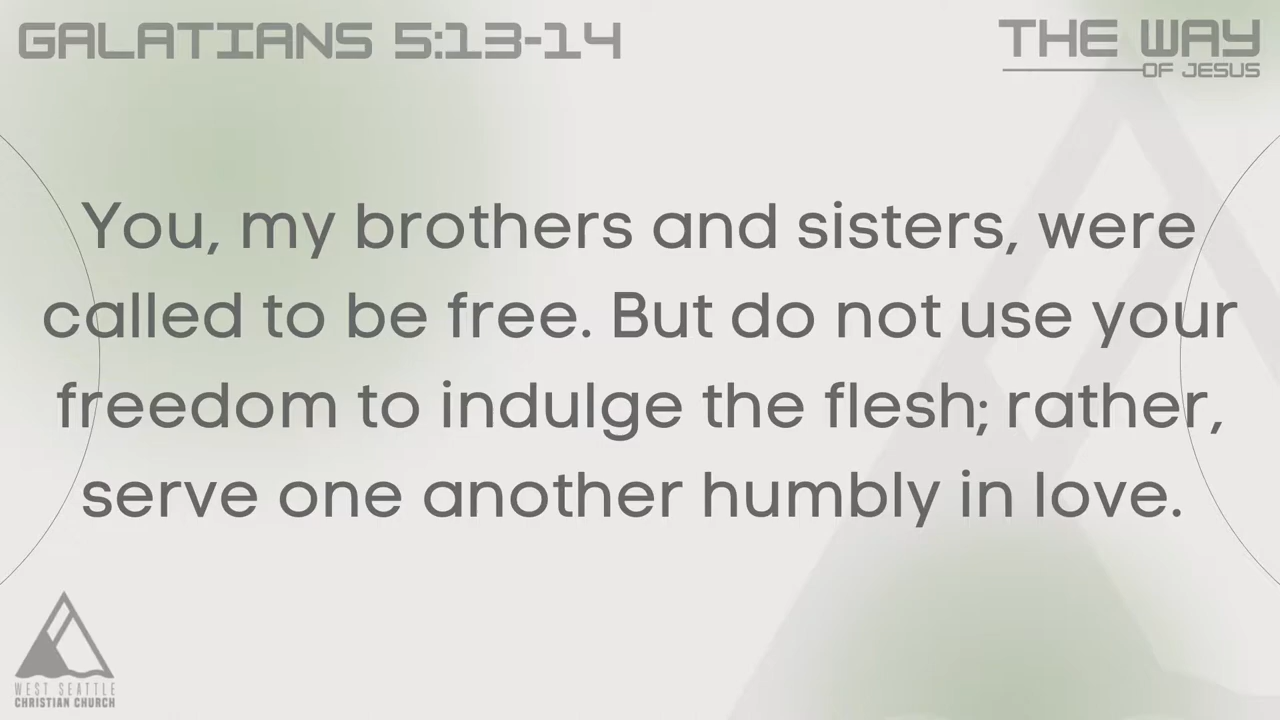 GALATIANS 5:13-14
THE WAY
OF JESUS
You, my brothers and sisters, were
called to be free. But do not use your
freedom to indulge the flesh; rather,
serve one another humbly in love.
WEST SEATTLE
CHRISTIAN CHURCH